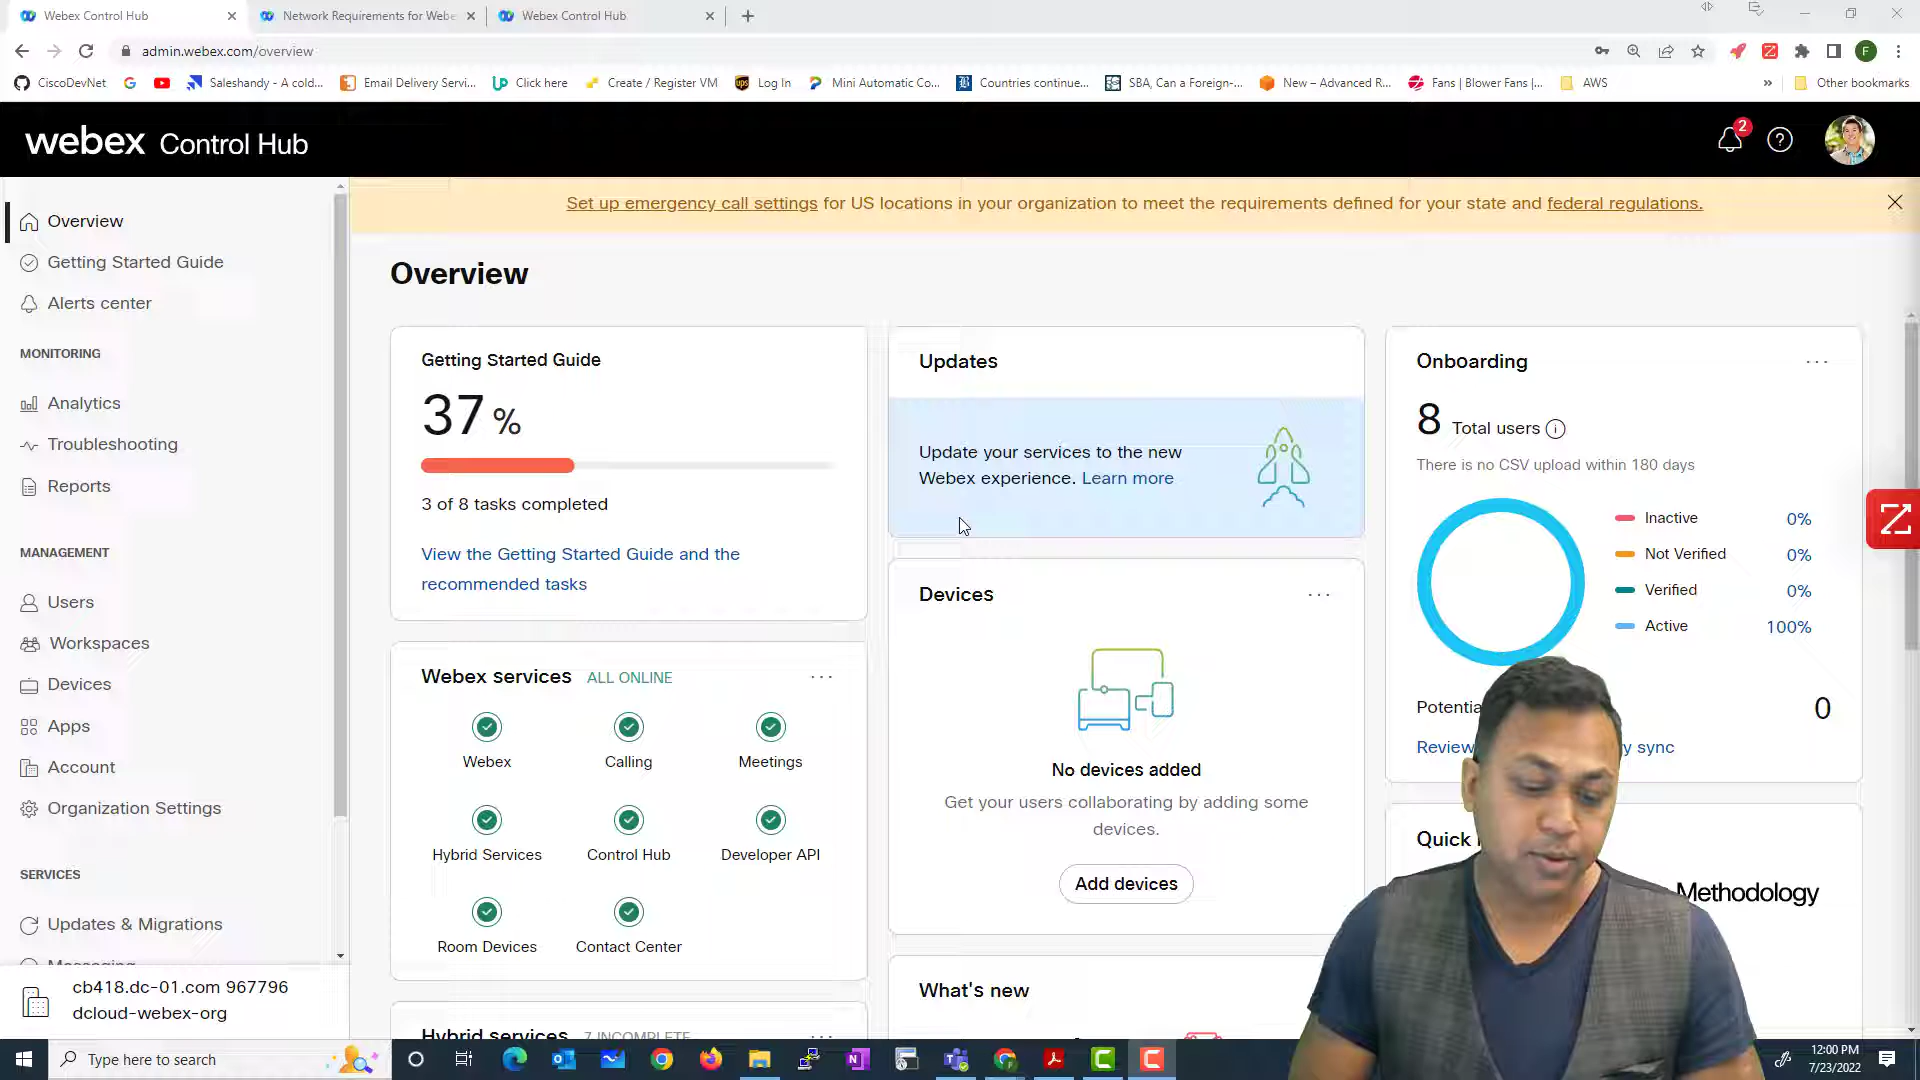 Webex Control Hub
Network Requirements for Webe
Webex Control Hub
admin.webex.com/overview
F
CiscoDevNet
Saleshandy - A cold...
Email Delivery Servi...
Click here
Create / Register VM
Log In
Mini Automatic Co...
Countries continue...
SBA, Can a Foreign-...
New – Advanced R...
Fans | Blower Fans |...
AWS
»
Other bookmarks
webex Control Hub
2
Set up emergency call settings for US locations in your organization to meet the requirements defined for your state and federal regulations.
Overview
Getting Started Guide
Alerts center
MONITORING
Analytics
Troubleshooting
Reports
MANAGEMENT
Users
Workspaces
Devices
Apps
Account
Organization Settings
SERVICES
Updates & Migrations
Messaging
cb418.dc-01.com 967796
dcloud-webex-org
Overview
Getting Started Guide
37 %
3 of 8 tasks completed
View the Getting Started Guide and the
recommended tasks
Webex services ALL ONLINE
Webex
Calling
Meetings
Hybrid Services
Control Hub
Developer API
Room Devices
Contact Center
Hybrid services 7 INCOMPLETE
Updates
Update your services to the new
Webex experience. Learn more
Devices
No devices added
Get your users collaborating by adding some
devices.
Add devices
What's new
Onboarding
8 Total users
There is no CSV upload within 180 days
Inactive 0%
Not Verified 0%
Verified 0%
Active 100%
Potentia 0
Review y sync
Quick
Methodology
Type here to search
12:00 PM
7/23/2022